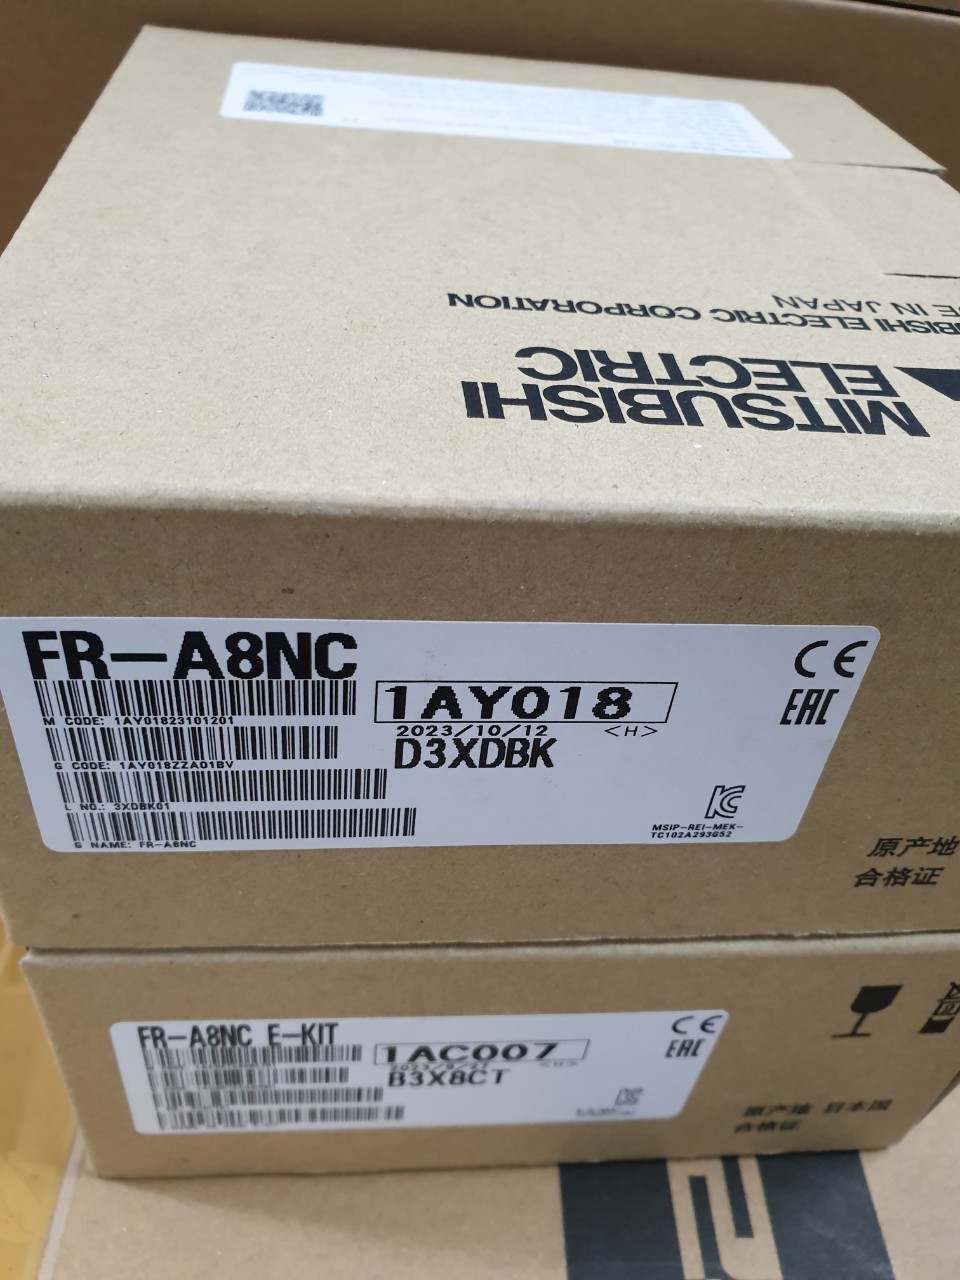 MITSUBISHI ELECTRIC CORPORATION
IN JAPAN
MITSUBISHI
ELECTRIC
FR-A8NC
1AY018
M CODE: 1AY01823101201
2023/10/12 <H>
D3XDBK
G CODE: 1AY018ZZA01BV
L NO.: 3XDBK01
G NAME: FR-A8NC
CE
EAC
KC
MSIP-REI-MEK-
TC102A293G52
原产地
合格证
FR-A8NC E-KIT
1AC007
<H>
B3X8CT
CE
EAC
KC
原产地 日本国
合格证